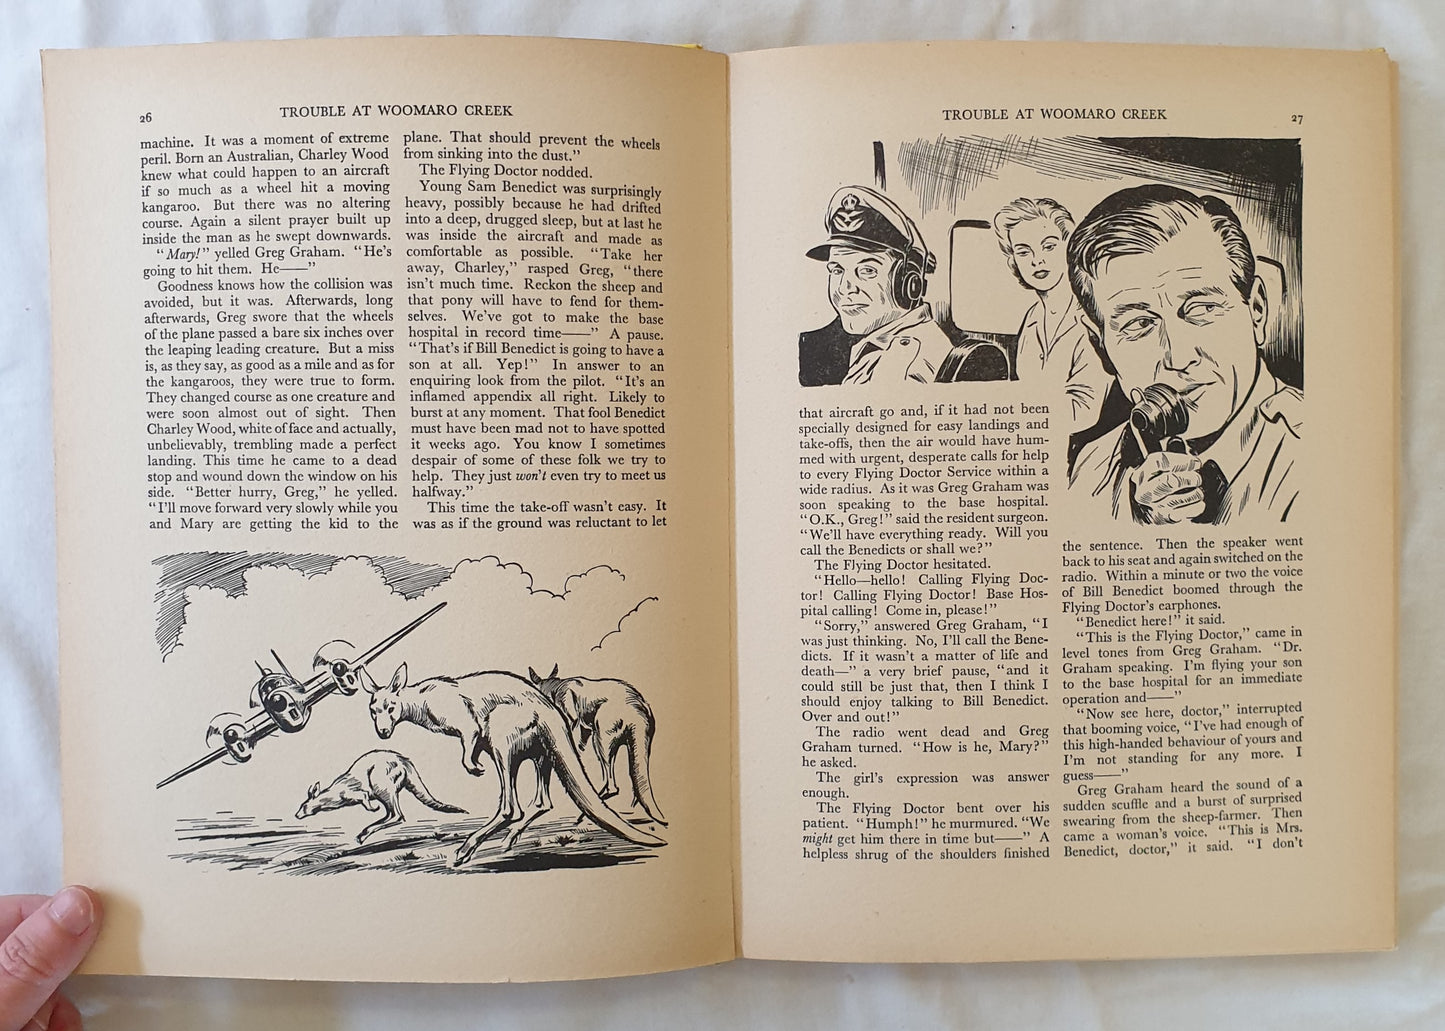 26
TROUBLE AT WOOMARO CREEK
machine. It was a moment of extreme
peril. Born an Australian, Charley Wood
knew what could happen to an aircraft
if so much as a wheel hit a moving
kangaroo. But there was no altering
course. Again a silent prayer built up
inside the man as he swept downwards.
"Mary!" yelled Greg Graham. "He's
going to hit them. He——"
Goodness knows how the collision was
avoided, but it was. Afterwards, long
afterwards, Greg swore that the wheels
of the plane passed a bare six inches over
the leaping leading creature. But a miss
is, as they say, as good as a mile and as for
the kangaroos, they were true to form.
They changed course as one creature and
were soon almost out of sight. Then
Charley Wood, white of face and actually,
unbelievably, trembling made a perfect
landing. This time he came to a dead
stop and wound down the window on his
side. "Better hurry, Greg," he yelled.
"I'll move forward very slowly while you
and Mary are getting the kid to the
plane. That should prevent the wheels
from sinking into the dust."
The Flying Doctor nodded.
Young Sam Benedict was surprisingly
heavy, possibly because he had drifted
into a deep, drugged sleep, but at last he
was inside the aircraft and made as
comfortable as possible. "Take her
away, Charley," rasped Greg, "there
isn't much time. Reckon the sheep and
that pony will have to fend for them-
selves. We've got to make the base
hospital in record time——" A pause.
"That's if Bill Benedict is going to have a
son at all. Yep!" In answer to an
enquiring look from the pilot. "It's an
inflamed appendix all right. Likely to
burst at any moment. That fool Benedict
must have been mad not to have spotted
it weeks ago. You know I sometimes
despair of some of these folk we try to
help. They just won't even try to meet us
halfway."
This time the take-off wasn't easy. It
was as if the ground was reluctant to let
TROUBLE AT WOOMARO CREEK
27
that aircraft go and, if it had not been
specially designed for easy landings and
take-offs, then the air would have hum-
med with urgent, desperate calls for help
to every Flying Doctor Service within a
wide radius. As it was Greg Graham was
soon speaking to the base hospital.
"O.K., Greg!" said the resident surgeon.
"We'll have everything ready. Will you
call the Benedicts or shall we?"
The Flying Doctor hesitated.
"Hello—hello! Calling Flying Doc-
tor! Calling Flying Doctor! Base Hos-
pital calling! Come in, please!"
"Sorry," answered Greg Graham, "I
was just thinking. No, I'll call the Bene-
dicts. If it wasn't a matter of life and
death—" a very brief pause, "and it
could still be just that, then I think I
should enjoy talking to Bill Benedict.
Over and out!"
The radio went dead and Greg
Graham turned. "How is he, Mary?"
he asked.
The girl's expression was answer
enough.
The Flying Doctor bent over his
patient. "Humph!" he murmured. "We
might get him there in time but——" A
helpless shrug of the shoulders finished
the sentence. Then the speaker went
back to his seat and again switched on the
radio. Within a minute or two the voice
of Bill Benedict boomed through the
Flying Doctor's earphones.
"Benedict here!" it said.
"This is the Flying Doctor," came in
level tones from Greg Graham. "Dr.
Graham speaking. I'm flying your son
to the base hospital for an immediate
operation and——"
"Now see here, doctor," interrupted
that booming voice, "I've had enough of
this high-handed behaviour of yours and
I'm not standing for any more. I
guess——"
Greg Graham heard the sound of a
sudden scuffle and a burst of surprised
swearing from the sheep-farmer. Then
came a woman's voice. "This is Mrs.
Benedict, doctor," it said. "I don't